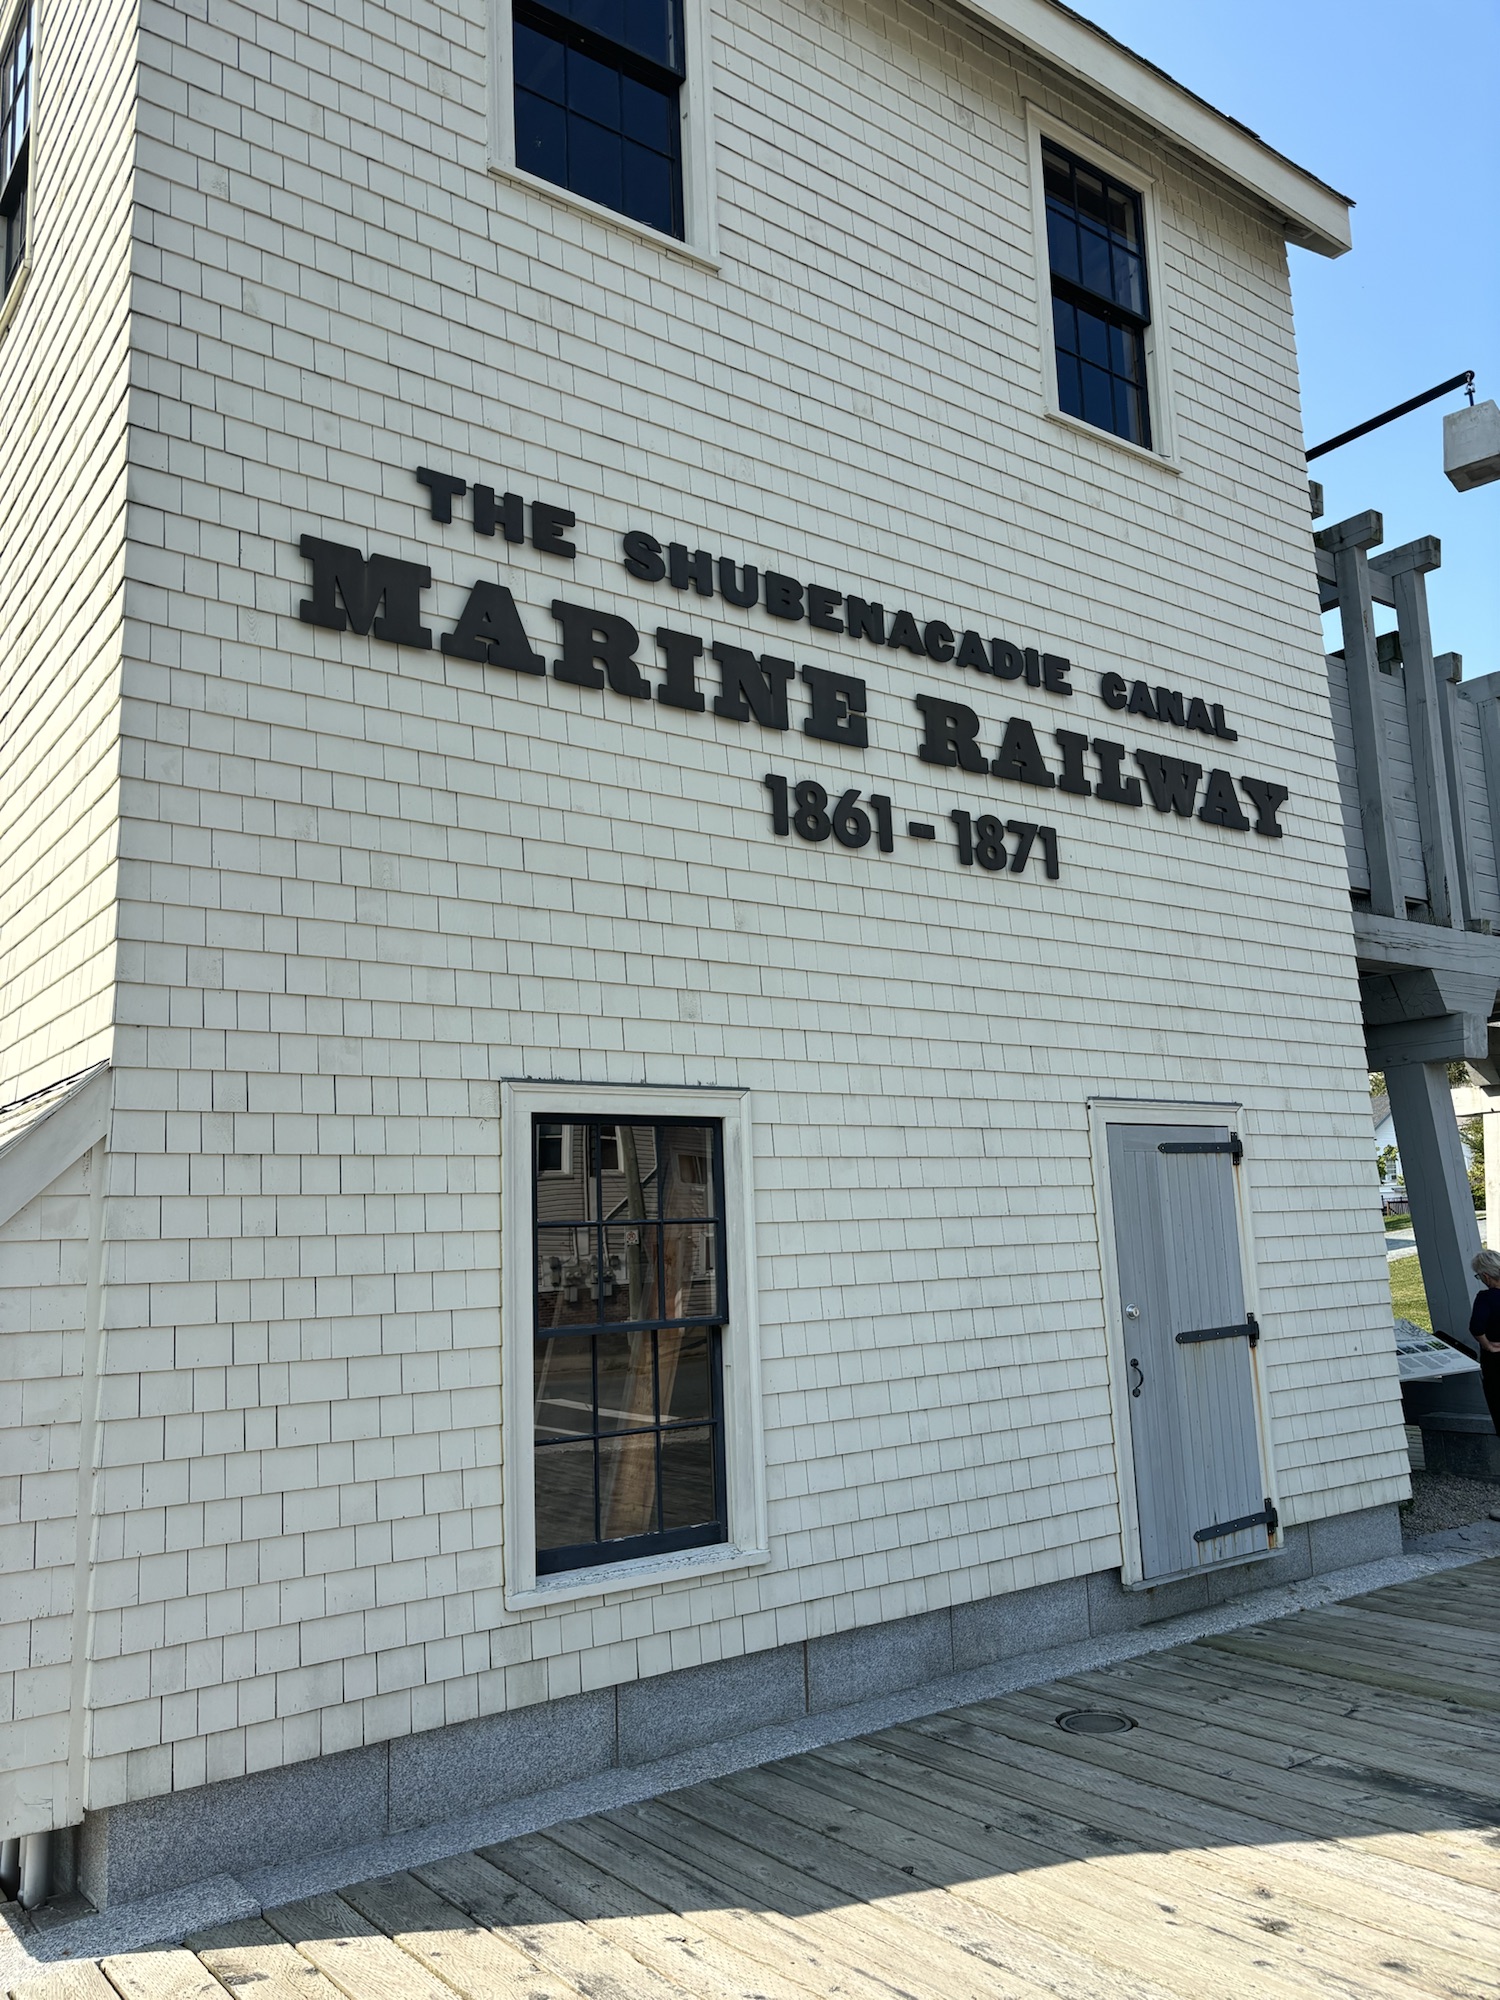 THE SHUBENACADIE CANAL
MARINE RAILWAY
1861 - 1871